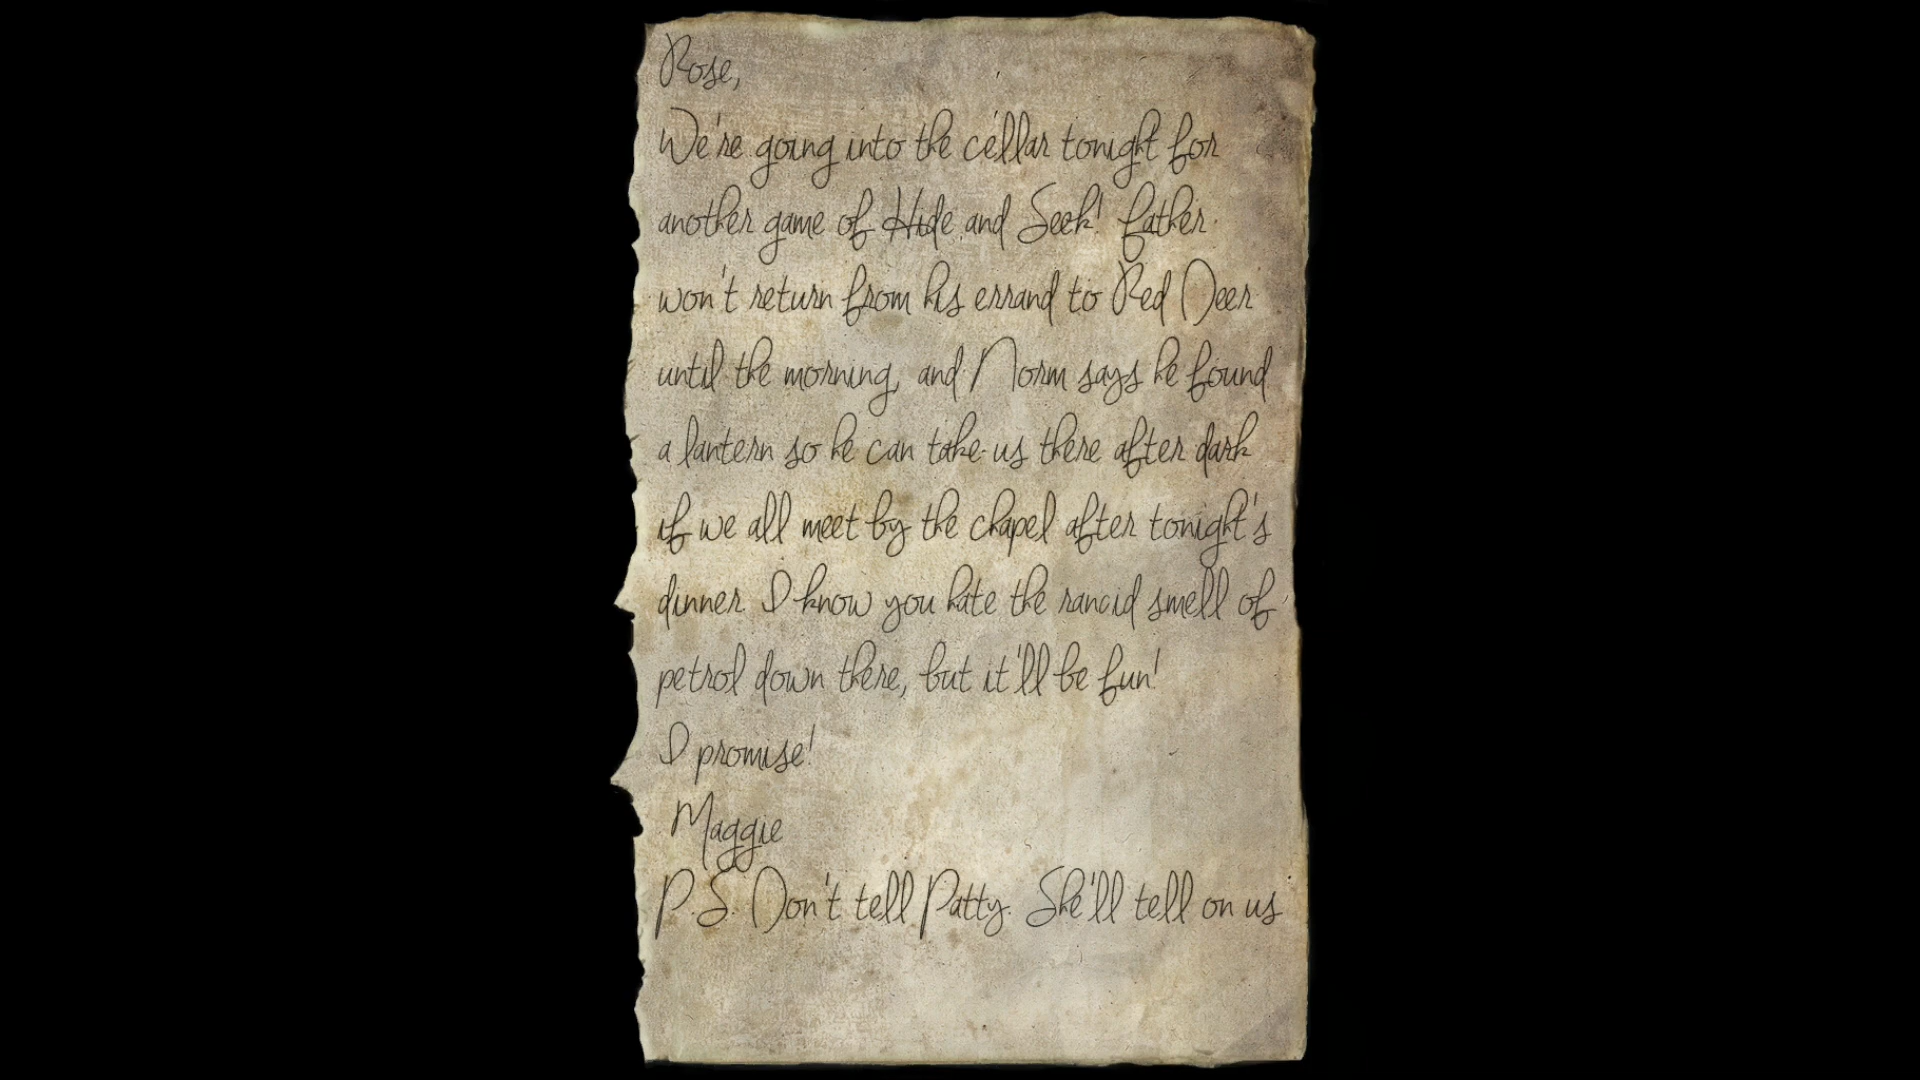 Rose,
We're going into the cellar tonight for
another game of Hide and Seek! Father
won't return from his errand to Red Deer
until the morning, and Norm says he found
a lantern so he can take us there after dark
if we all meet by the chapel after tonight's
dinner. I know you hate the rancid smell of
petrol down there, but it'll be fun!
I promise!
Maggie
P.S. Don't tell Patty. She'll tell on us